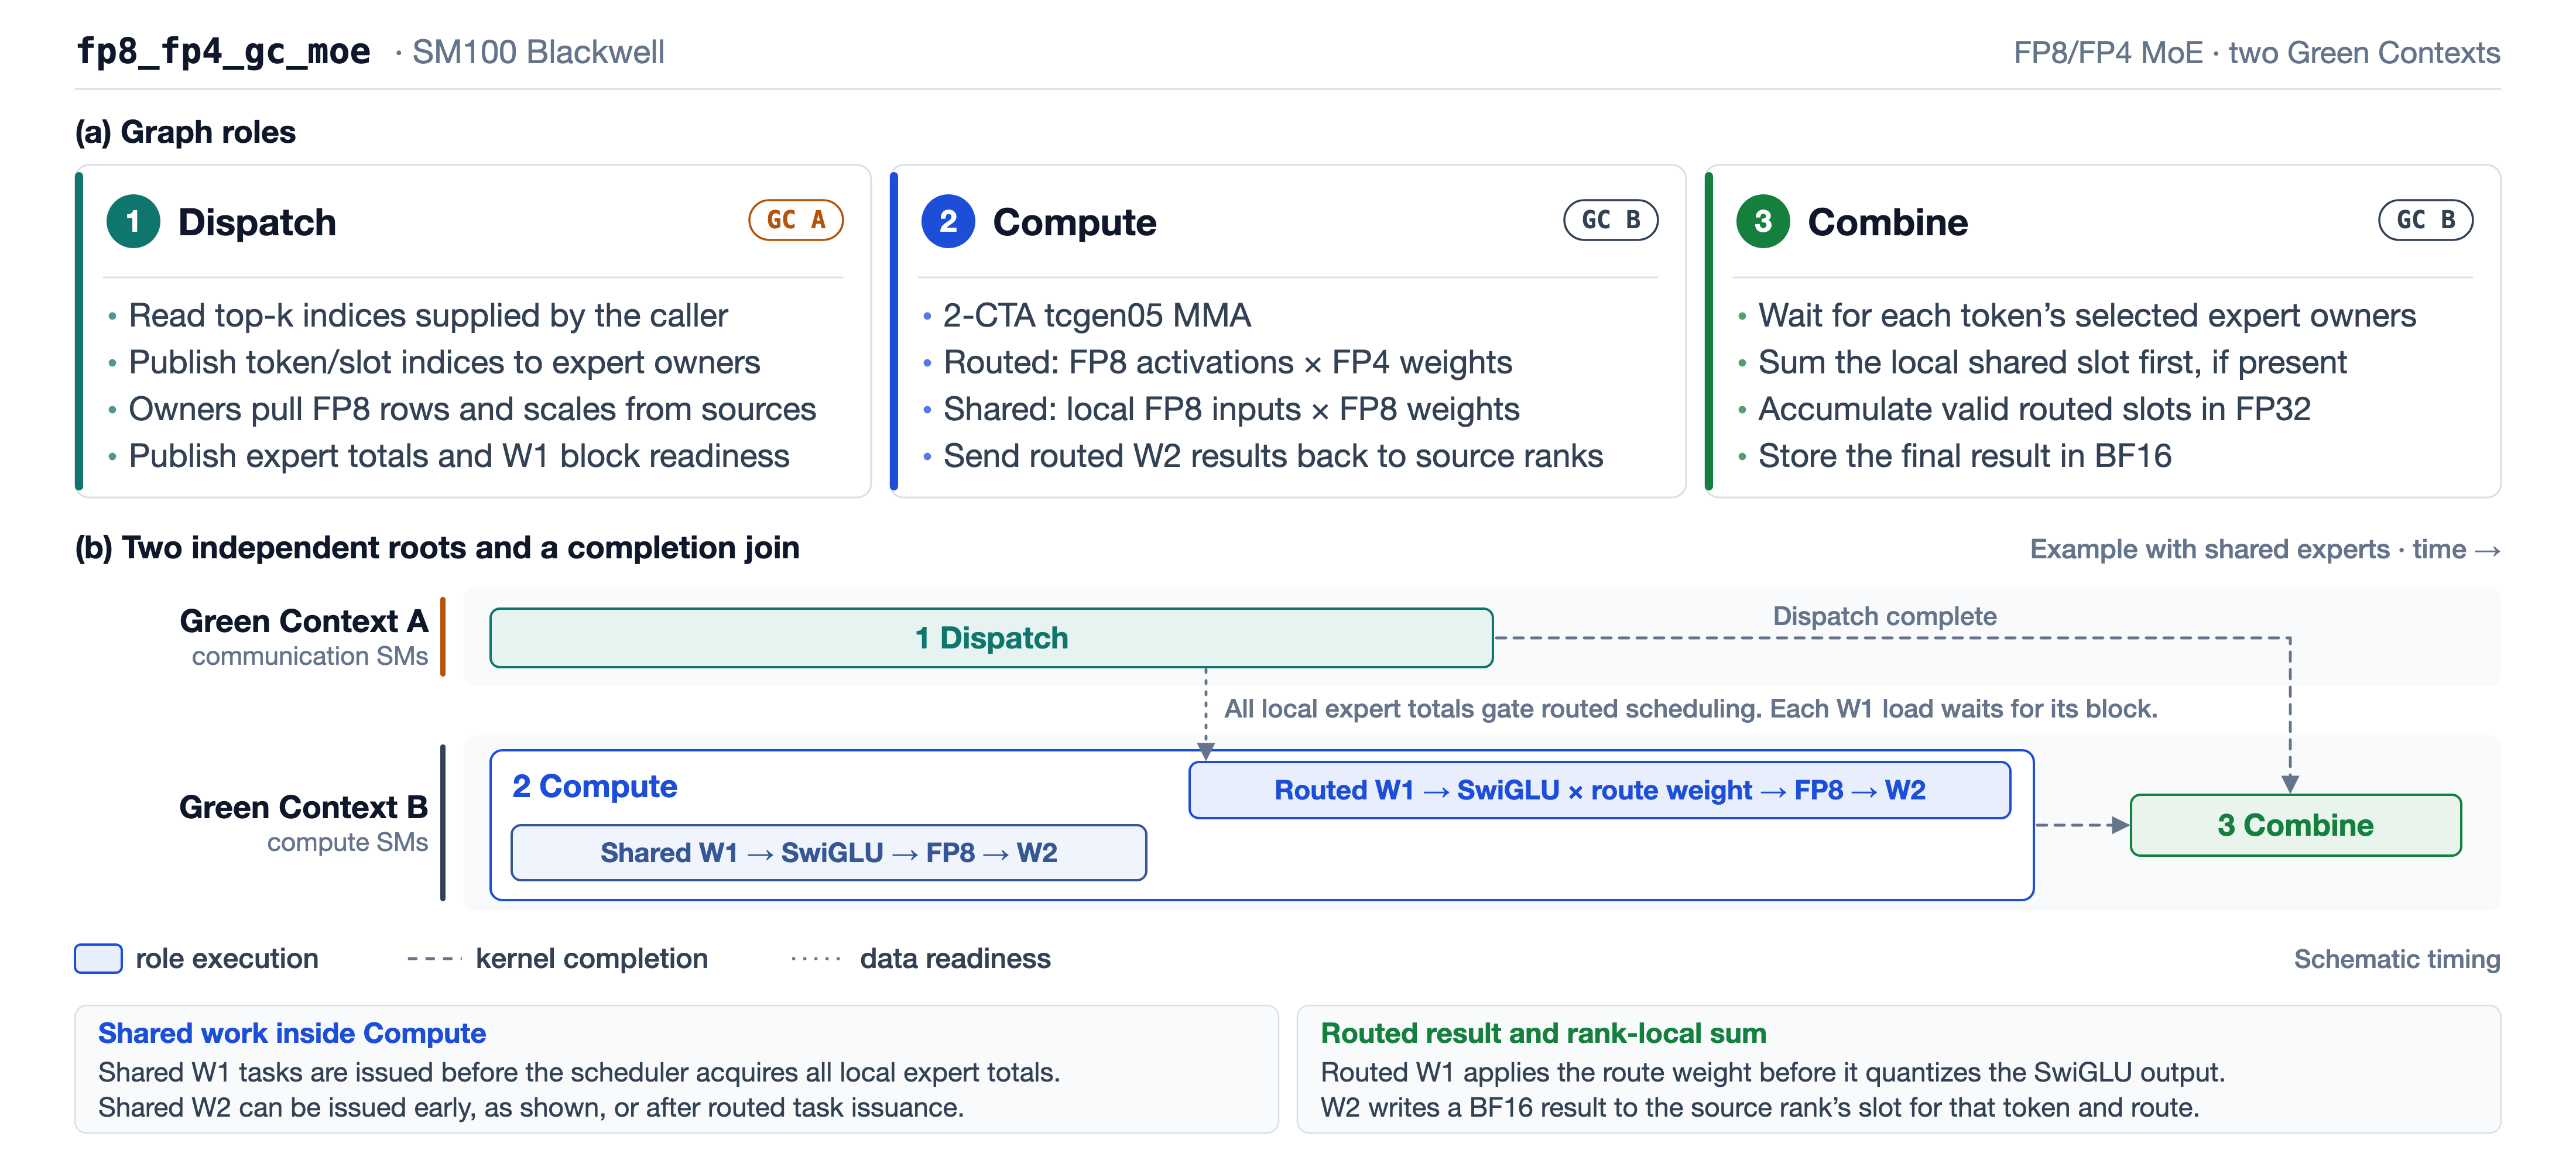 fp8_fp4_gc_moe · SM100 Blackwell
FP8/FP4 MoE · two Green Contexts
(a) Graph roles
1 Dispatch
GC A
• Read top-k indices supplied by the caller
• Publish token/slot indices to expert owners
• Owners pull FP8 rows and scales from sources
• Publish expert totals and W1 block readiness
2 Compute
GC B
• 2-CTA tcgen05 MMA
• Routed: FP8 activations × FP4 weights
• Shared: local FP8 inputs × FP8 weights
• Send routed W2 results back to source ranks
3 Combine
GC B
• Wait for each token’s selected expert owners
• Sum the local shared slot first, if present
• Accumulate valid routed slots in FP32
• Store the final result in BF16
(b) Two independent roots and a completion join
Example with shared experts · time →
Green Context A
communication SMs
1 Dispatch
Dispatch complete
All local expert totals gate routed scheduling. Each W1 load waits for its block.
Green Context B
compute SMs
2 Compute
Routed W1 → SwiGLU × route weight → FP8 → W2
Shared W1 → SwiGLU → FP8 → W2
3 Combine
role execution
kernel completion
data readiness
Schematic timing
Shared work inside Compute
Shared W1 tasks are issued before the scheduler acquires all local expert totals.
Shared W2 can be issued early, as shown, or after routed task issuance.
Routed result and rank-local sum
Routed W1 applies the route weight before it quantizes the SwiGLU output.
W2 writes a BF16 result to the source rank’s slot for that token and route.